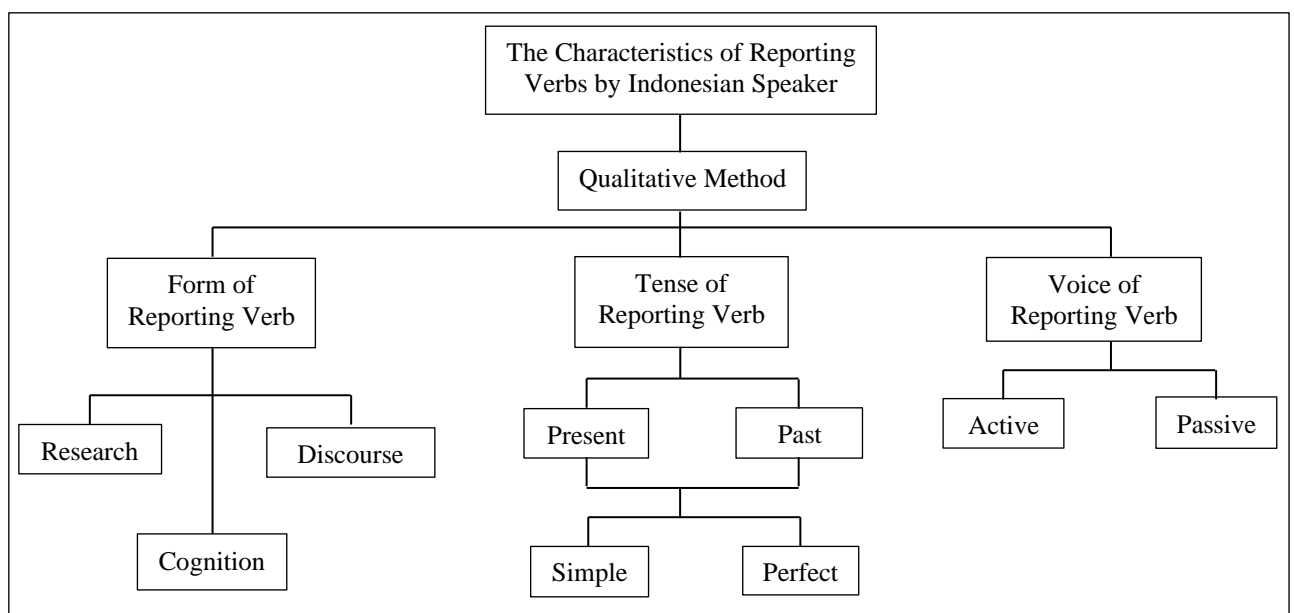 The Characteristics of Reporting
Verbs by Indonesian Speaker
Qualitative Method
Form of
Reporting Verb
Tense of
Reporting Verb
Voice of
Reporting Verb
Research
Discourse
Cognition
Present
Past
Simple
Perfect
Active
Passive